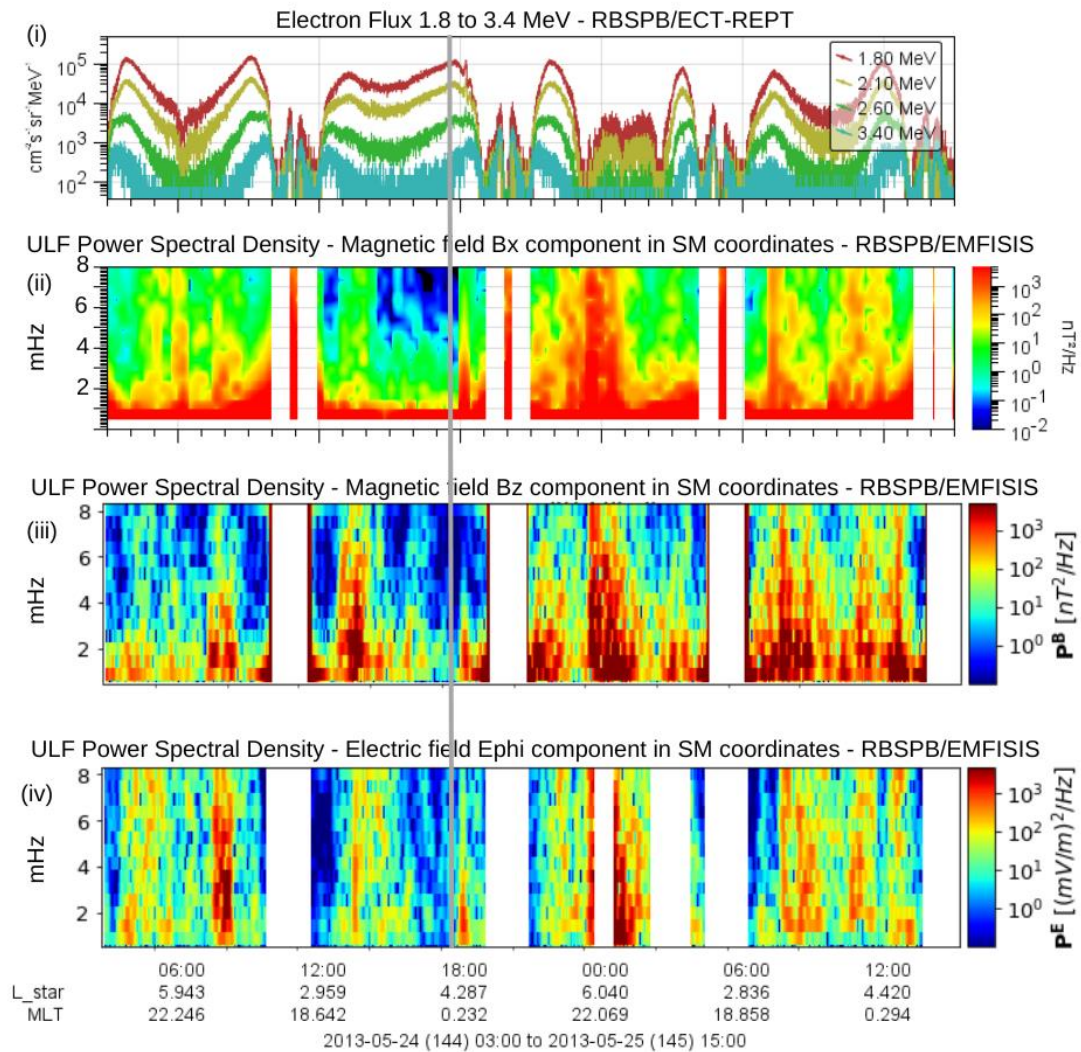 Electron Flux 1.8 to 3.4 MeV - RBSPB/ECT-REPT
(i)
cm⁻²s⁻¹sr⁻¹MeV⁻¹
10⁵
10⁴
10³
10²
1.80 MeV
2.10 MeV
2.60 MeV
3.40 MeV
ULF Power Spectral Density - Magnetic field Bx component in SM coordinates - RBSPB/EMFISIS
(ii)
mHz
8
6
4
2
10³
10²
10¹
10⁰
10⁻¹
10⁻²
nT²/Hz
ULF Power Spectral Density - Magnetic field Bz component in SM coordinates - RBSPB/EMFISIS
(iii)
mHz
8
6
4
2
10³
10²
10¹
10⁰
P^B [nT²/Hz]
ULF Power Spectral Density - Electric field Ephi component in SM coordinates - RBSPB/EMFISIS
(iv)
mHz
8
6
4
2
10³
10²
10¹
10⁰
P^E [(mV/m)²/Hz]
06:00 12:00 18:00 00:00 06:00 12:00
L_star 5.943 2.959 4.287 6.040 2.836 4.420
MLT 22.246 18.642 0.232 22.069 18.858 0.294
2013-05-24 (144) 03:00 to 2013-05-25 (145) 15:00